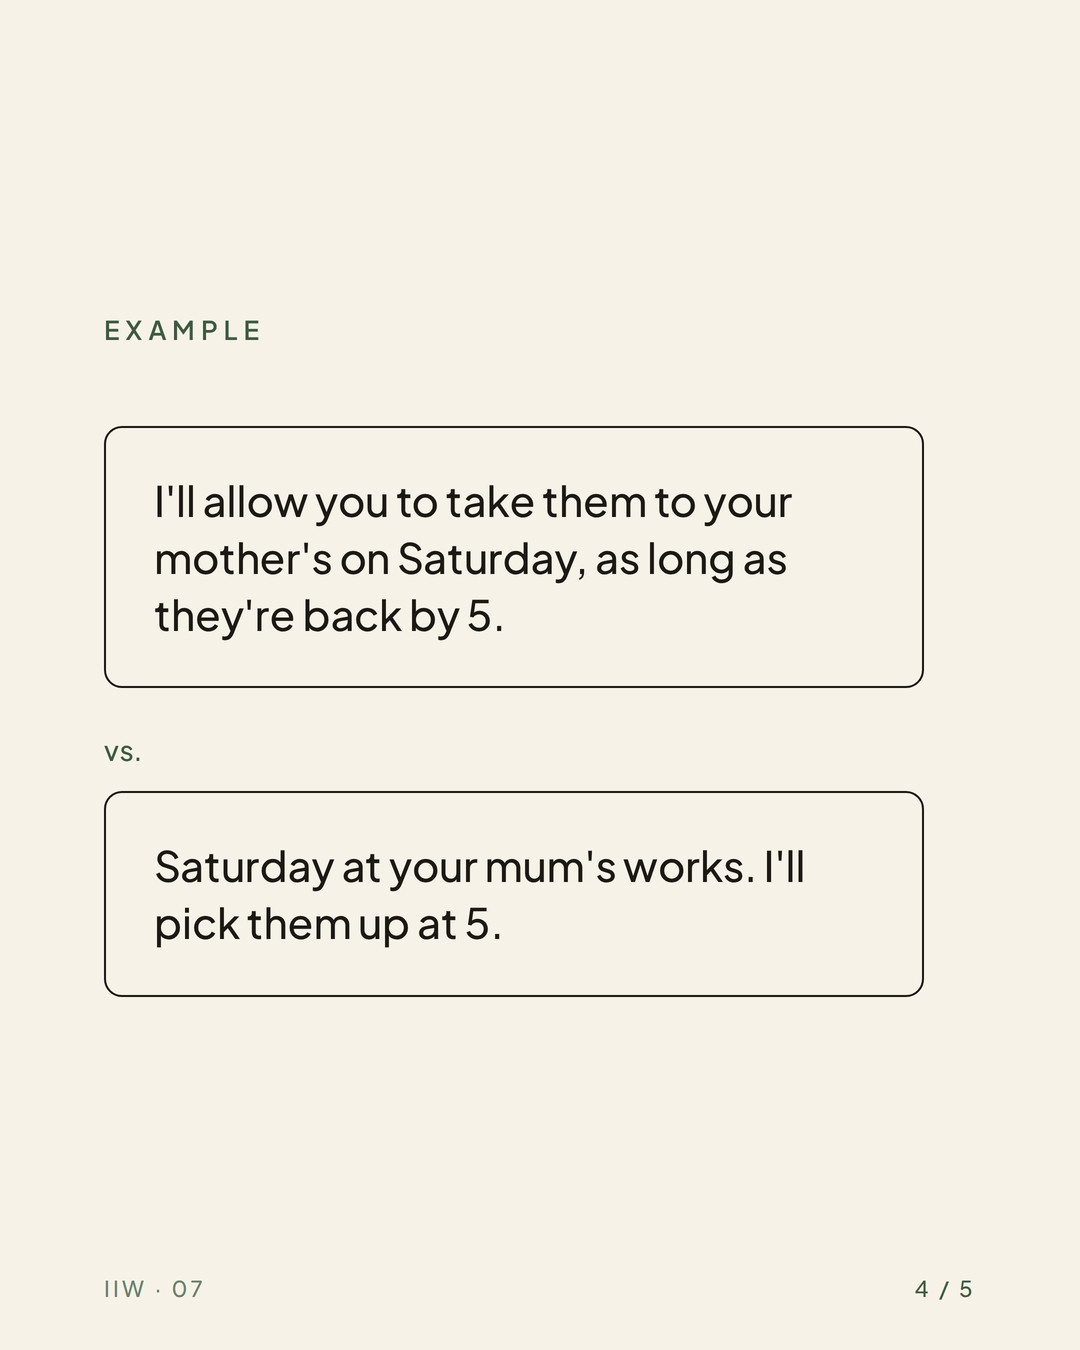 EXAMPLE
I'll allow you to take them to your
mother's on Saturday, as long as
they're back by 5.
vs.
Saturday at your mum's works. I'll
pick them up at 5.
IIW · 07
4 / 5